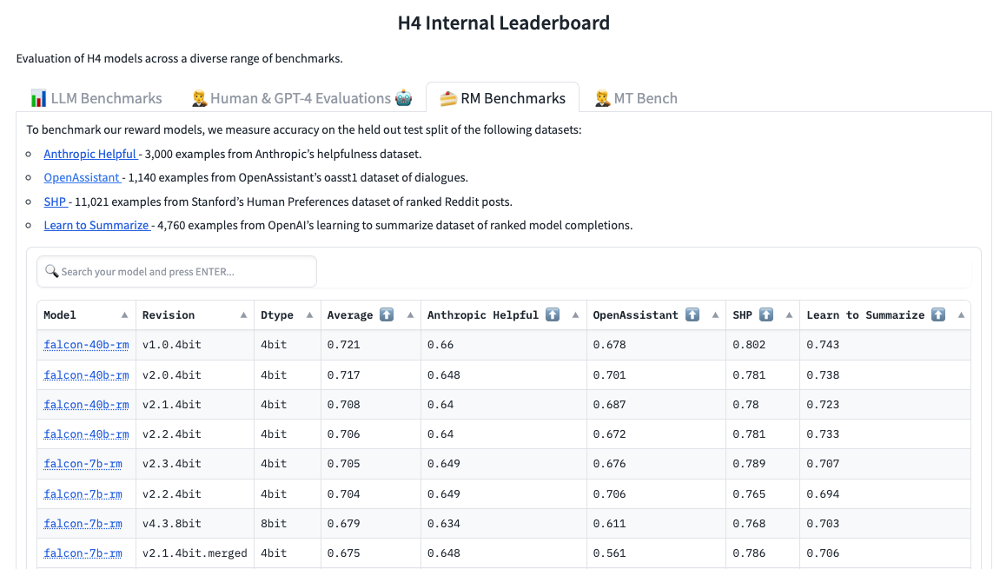 H4 Internal Leaderboard
Evaluation of H4 models across a diverse range of benchmarks.
LLM Benchmarks Human & GPT-4 Evaluations RM Benchmarks MT Bench
To benchmark our reward models, we measure accuracy on the held out test split of the following datasets:
Anthropic Helpful - 3,000 examples from Anthropic’s helpfulness dataset.
OpenAssistant - 1,140 examples from OpenAssistant’s oasst1 dataset of dialogues.
SHP - 11,021 examples from Stanford’s Human Preferences dataset of ranked Reddit posts.
Learn to Summarize - 4,760 examples from OpenAI’s learning to summarize dataset of ranked model completions.
Search your model and press ENTER...
Model Revision Dtype Average Anthropic Helpful OpenAssistant SHP Learn to Summarize
falcon-40b-rm v1.0.4bit 4bit 0.721 0.66 0.678 0.802 0.743
falcon-40b-rm v2.0.4bit 4bit 0.717 0.648 0.701 0.781 0.738
falcon-40b-rm v2.1.4bit 4bit 0.708 0.64 0.687 0.78 0.723
falcon-40b-rm v2.2.4bit 4bit 0.706 0.64 0.672 0.781 0.733
falcon-7b-rm v2.3.4bit 4bit 0.705 0.649 0.676 0.789 0.707
falcon-7b-rm v2.2.4bit 4bit 0.704 0.649 0.706 0.765 0.694
falcon-7b-rm v4.3.8bit 8bit 0.679 0.634 0.611 0.768 0.703
falcon-7b-rm v2.1.4bit.merged 4bit 0.675 0.648 0.561 0.786 0.706